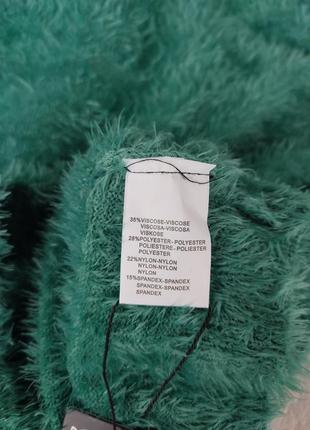 35%VISCOSE-VISCOSE
VISCOSA-VISCOSA
VISKOSE
28%POLYESTER-POLYESTER
POLIESTERE-POLIESTER
POLYESTER
22%NYLON-NYLON
NYLON-NYLON
NYLON
15%SPANDEX-SPANDEX
SPANDEX-SPANDEX
SPANDEX